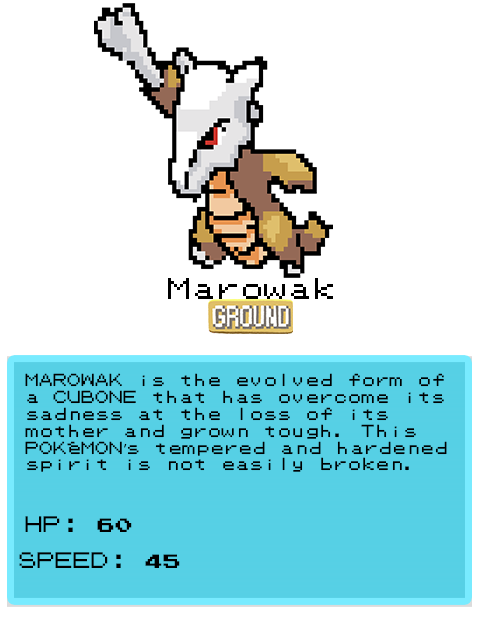 Marowak
GROUND
MAROWAK is the evolved form of
a CUBONE that has overcome its
sadness at the loss of its
mother and grown tough. This
POKéMON's tempered and hardened
spirit is not easily broken.
HP: 60
SPEED: 45